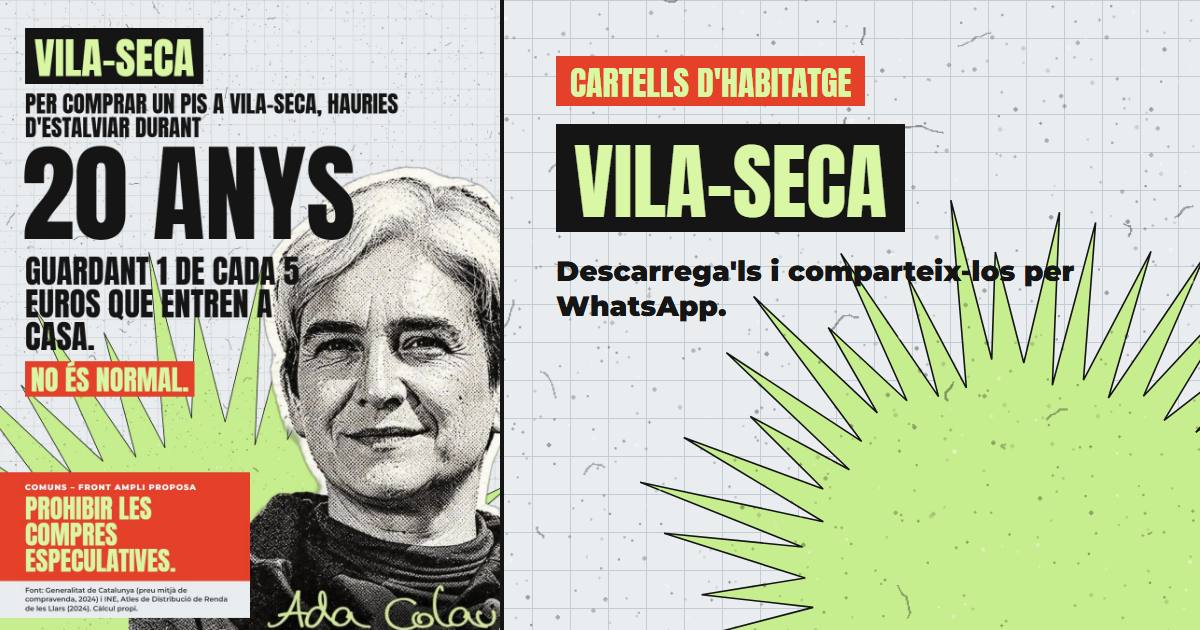 VILA-SECA
PER COMPRAR UN PIS A VILA-SECA, HAURIES
D'ESTALVIAR DURANT
20 ANYS
GUARDANT 1 DE CADA 5
EUROS QUE ENTREN A
CASA.
NO ÉS NORMAL.
COMUNS – FRONT AMPLI PROPOSA
PROHIBIR LES
COMPRES
ESPECULATIVES.
Font: Generalitat de Catalunya (preu mitjà de
compravenda, 2024) i INE, Atles de Distribució de Renda
de les Llars (2024). Càlcul propi.
Ada Colau
CARTELLS D'HABITATGE
VILA-SECA
Descarrega'ls i comparteix-los per
WhatsApp.